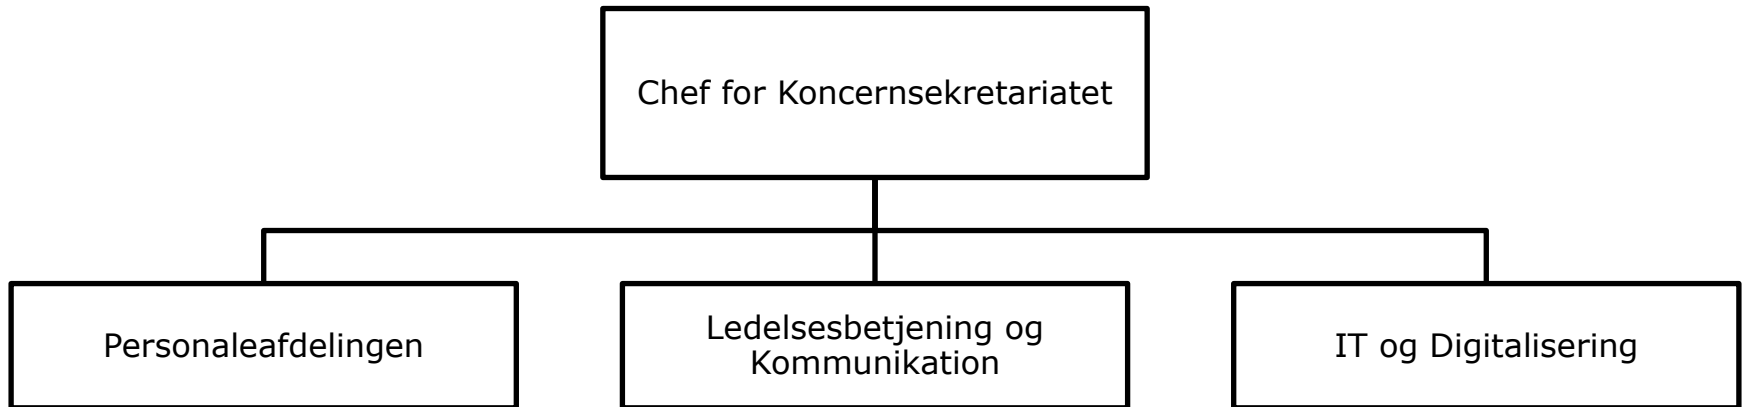 Chef for Koncernsekretariatet
Personaleafdelingen
Ledelsesbetjening og
Kommunikation
IT og Digitalisering